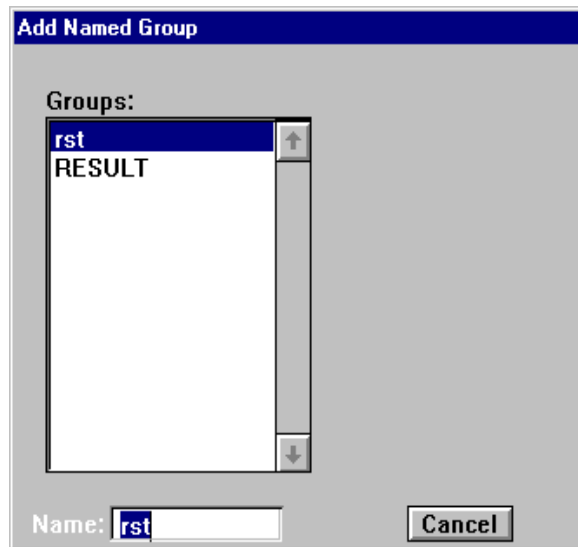 Add Named Group
Groups:
rst
RESULT
Name: rst
Cancel